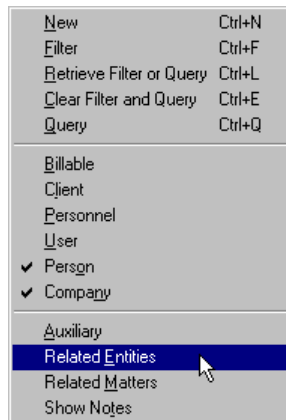 New Ctrl+N
Filter Ctrl+F
Retrieve Filter or Query Ctrl+L
Clear Filter and Query Ctrl+E
Query Ctrl+Q
Billable
Client
Personnel
User
✓ Person
✓ Company
Auxiliary
Related Entities
Related Matters
Show Notes